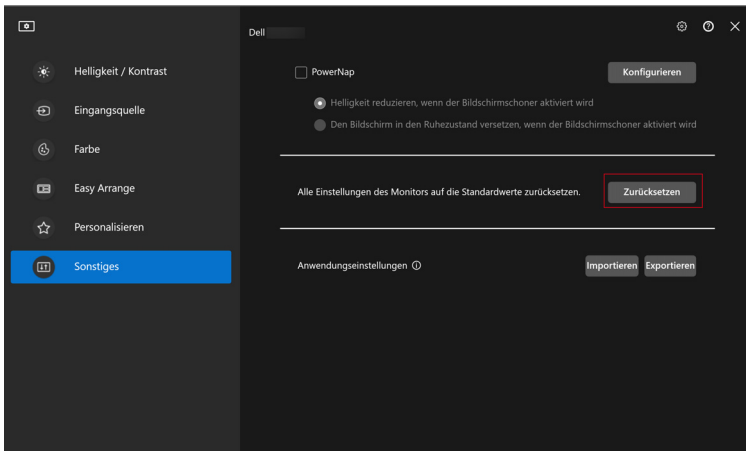 Dell
Helligkeit / Kontrast
Eingangsquelle
Farbe
Easy Arrange
Personalisieren
Sonstiges
PowerNap
Konfigurieren
Helligkeit reduzieren, wenn der Bildschirmschoner aktiviert wird
Den Bildschirm in den Ruhezustand versetzen, wenn der Bildschirmschoner aktiviert wird
Alle Einstellungen des Monitors auf die Standardwerte zurücksetzen.
Zurücksetzen
Anwendungseinstellungen
Importieren
Exportieren